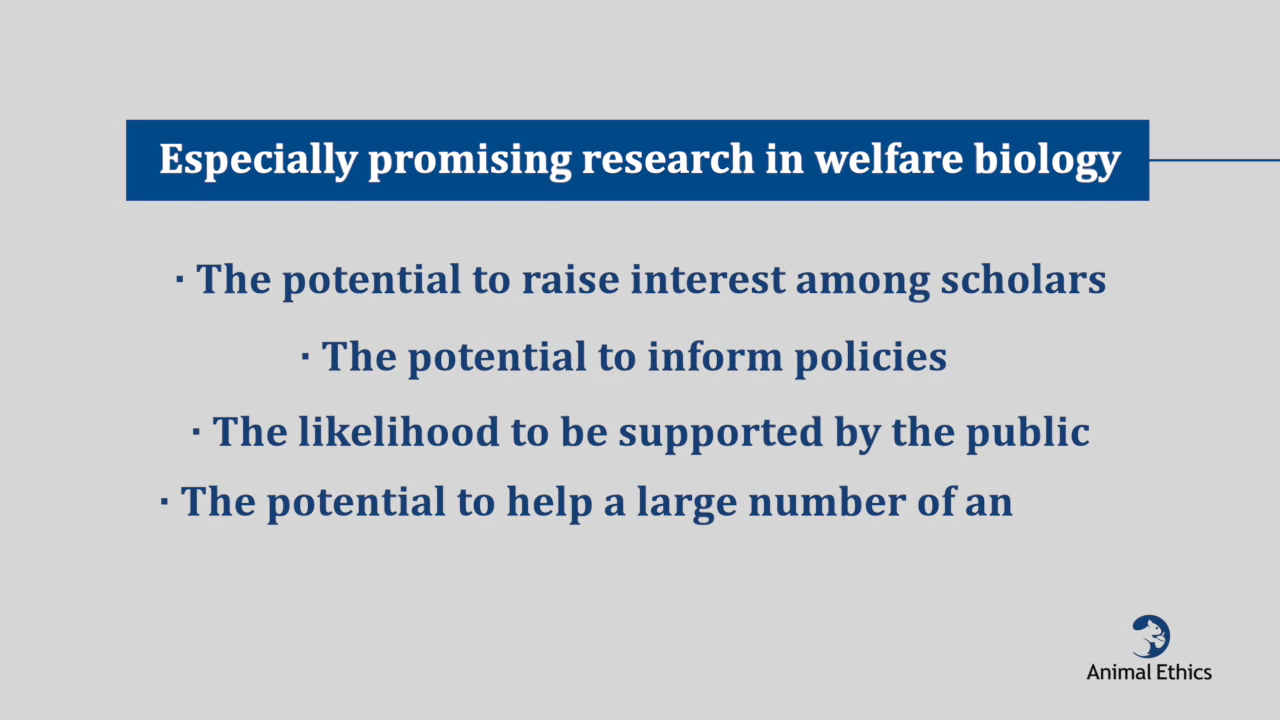 Especially promising research in welfare biology
· The potential to raise interest among scholars
· The potential to inform policies
· The likelihood to be supported by the public
· The potential to help a large number of an
Animal Ethics